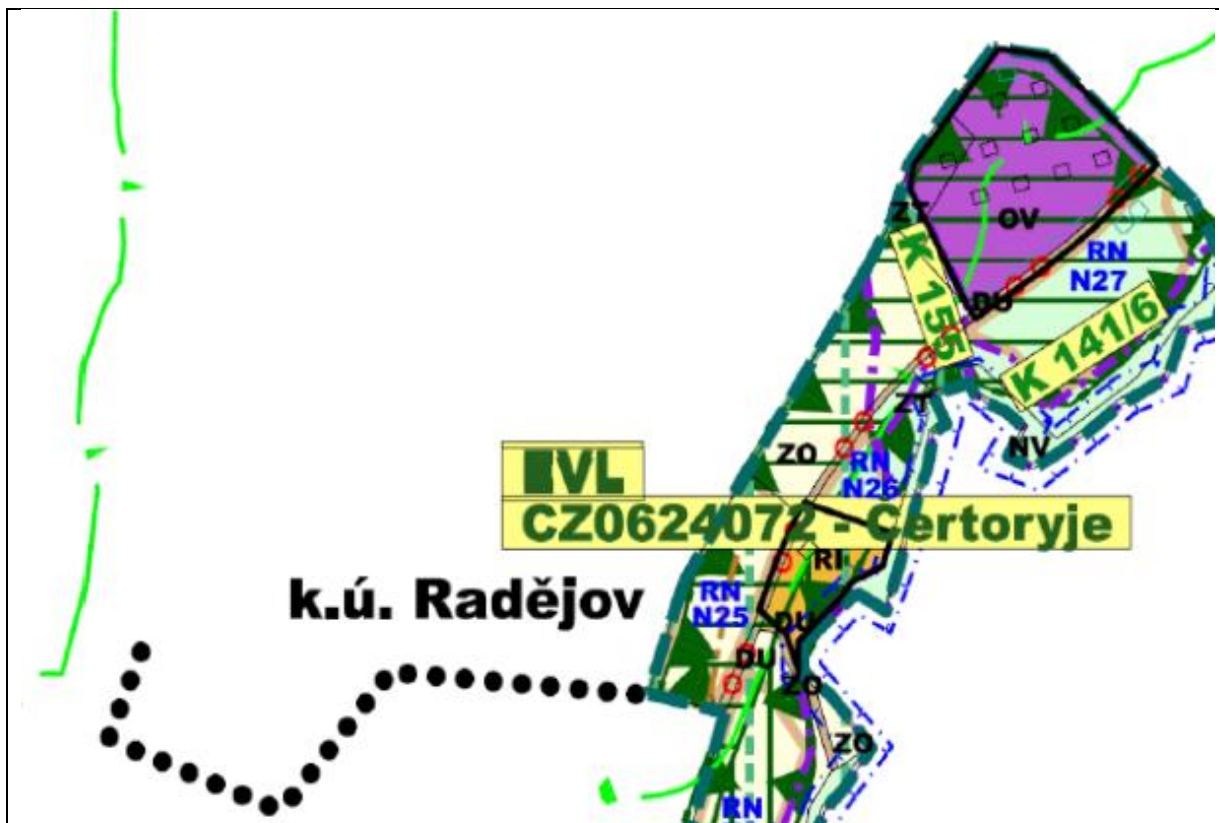 ZT
OV
K 155
RN
N27
DU
K 141/6
ZT
ZO
NV
RN
N26
VL
CZ0624072 - Čertoryje
RI
k.ú. Radějov
RN
N25
DU
DU
ZO
ZO
RN